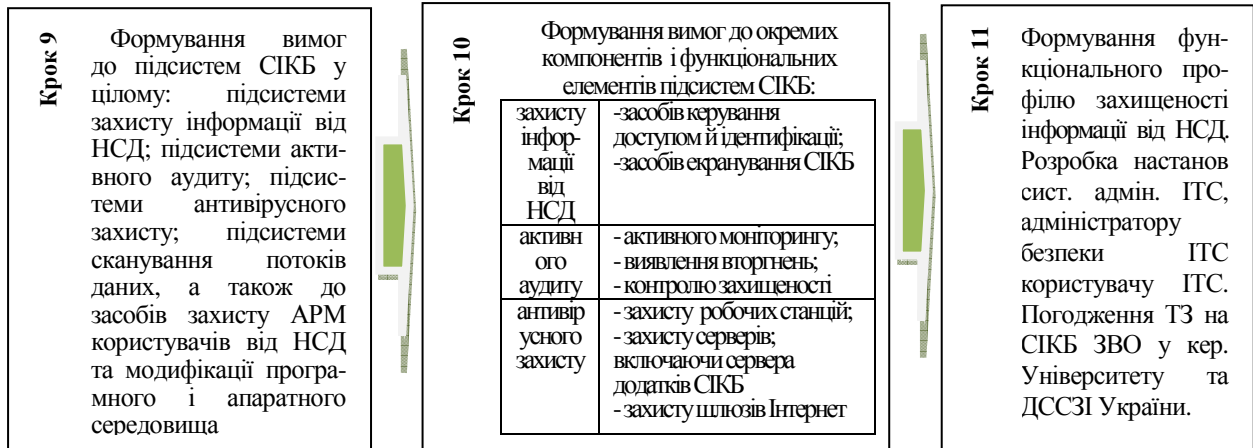 Крок 9
Формування вимог
до підсистем СІКБ у
цілому: підсистеми
захисту інформації від
НСД; підсистеми акти-
вного аудиту; підсис-
теми антивірусного
захисту; підсистеми
сканування потоків
даних, а також до
засобів захисту АРМ
користувачів від НСД
та модифікації програ-
много і апаратного
середовища
Крок 10
Формування вимог до окремих
компонентів і функціональних
елементів підсистем СІКБ:
захисту
інфор-
мації
від
НСД
-засобів керування
доступом й ідентифікації;
-засобів екранування СІКБ
активн
ого
аудиту
- активного моніторингу;
- виявлення вторгнень;
- контролю захищеності
антивір
усного
захисту
- захисту робочих станцій;
- захисту серверів;
включаючи сервера
додатків СІКБ
- захисту шлюзів Інтернет
Крок 11
Формування фун-
кціонального про-
філю захищеності
інформації від НСД.
Розробка настанов
сист. адмін. ІТС,
адміністратору
безпеки ІТС
користувачу ІТС.
Погодження ТЗ на
СІКБ ЗВО у кер.
Університету та
ДССЗІ України.